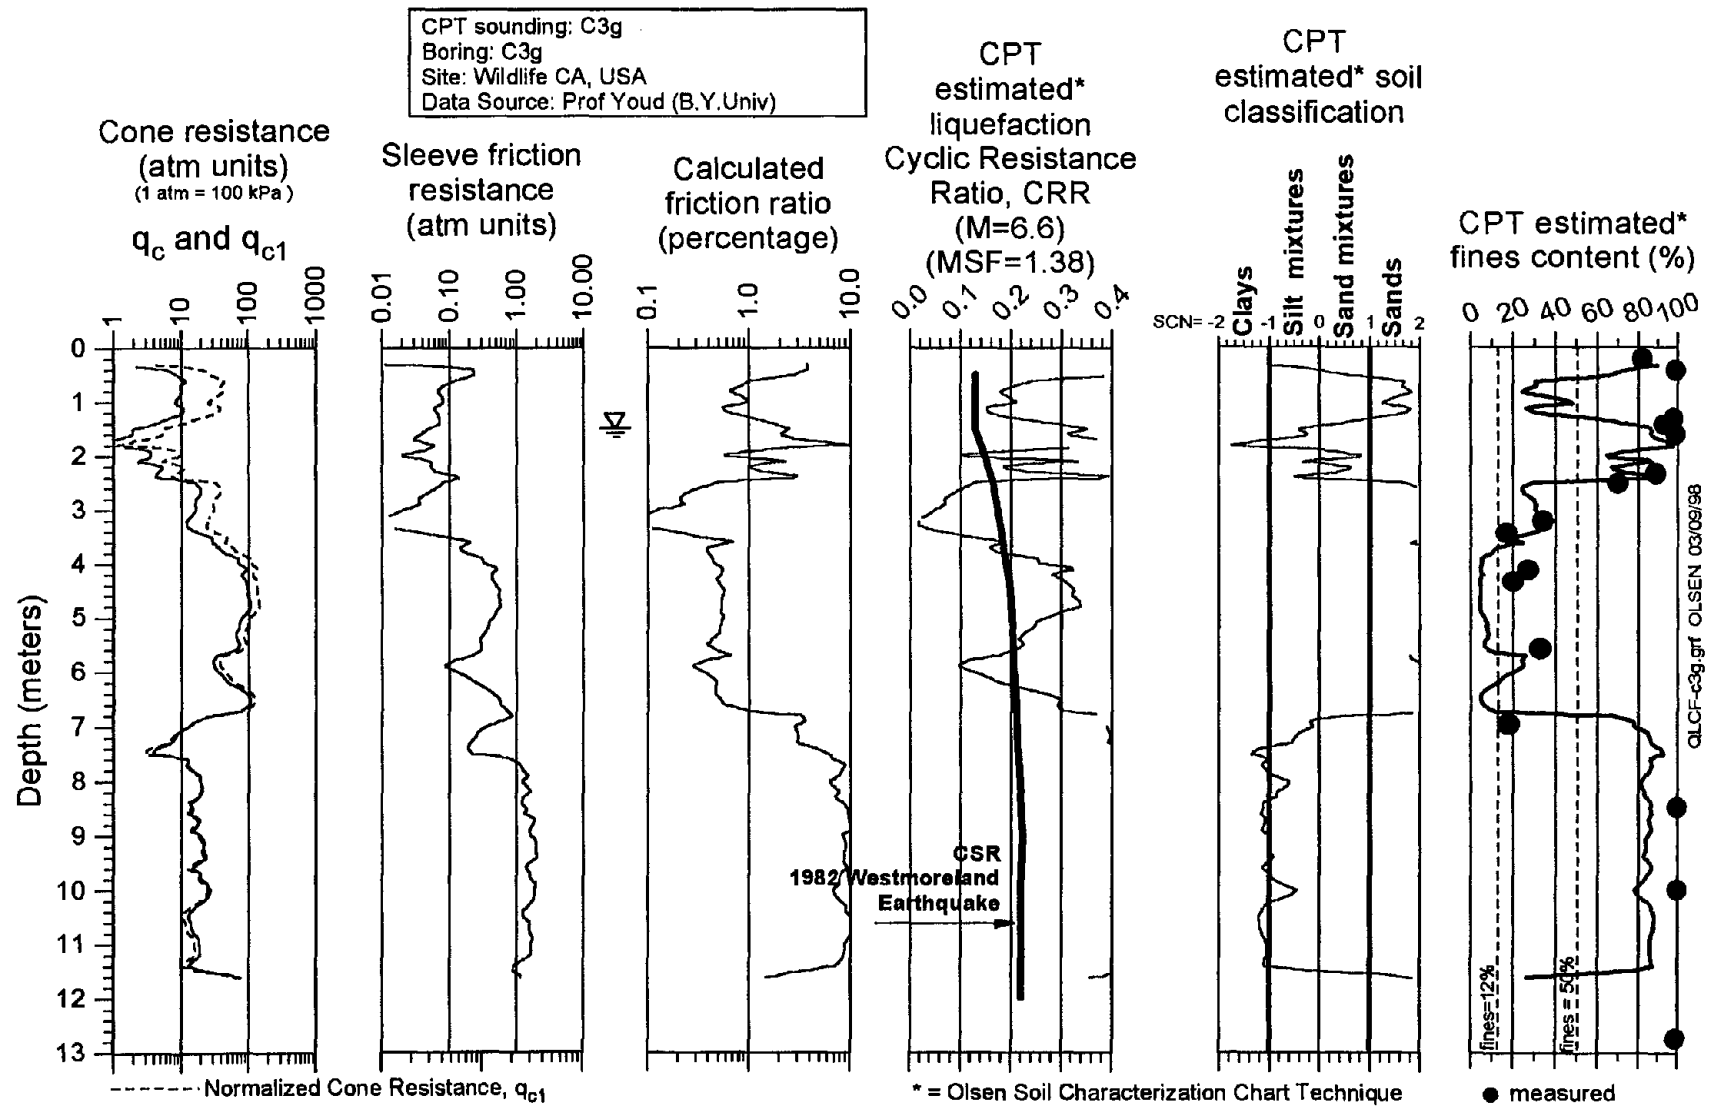 CPT sounding: C3g
Boring: C3g
Site: Wildlife CA, USA
Data Source: Prof Youd (B.Y.Univ)
Cone resistance
(atm units)
(1 atm = 100 kPa)
qc and qc1
1 10 100 1000
Sleeve friction
resistance
(atm units)
0.01 0.10 1.00 10.00
Calculated
friction ratio
(percentage)
0.1 1.0 10.0
CPT
estimated*
liquefaction
Cyclic Resistance
Ratio, CRR
(M=6.6)
(MSF=1.38)
0.0 0.1 0.2 0.3 0.4
CPT
estimated* soil
classification
Clays
Silt mixtures
Sand mixtures
Sands
SCN= -2 -1 0 1 2
CPT estimated*
fines content (%)
0 20 40 60 80 100
Depth (meters)
0
1
2
3
4
5
6
7
8
9
10
11
12
13
CSR
1982 Westmoreland
Earthquake
fines=12%
fines = 50%
QLCF-c3g.grf OLSEN 03/09/98
Normalized Cone Resistance, qc1
* = Olsen Soil Characterization Chart Technique
measured